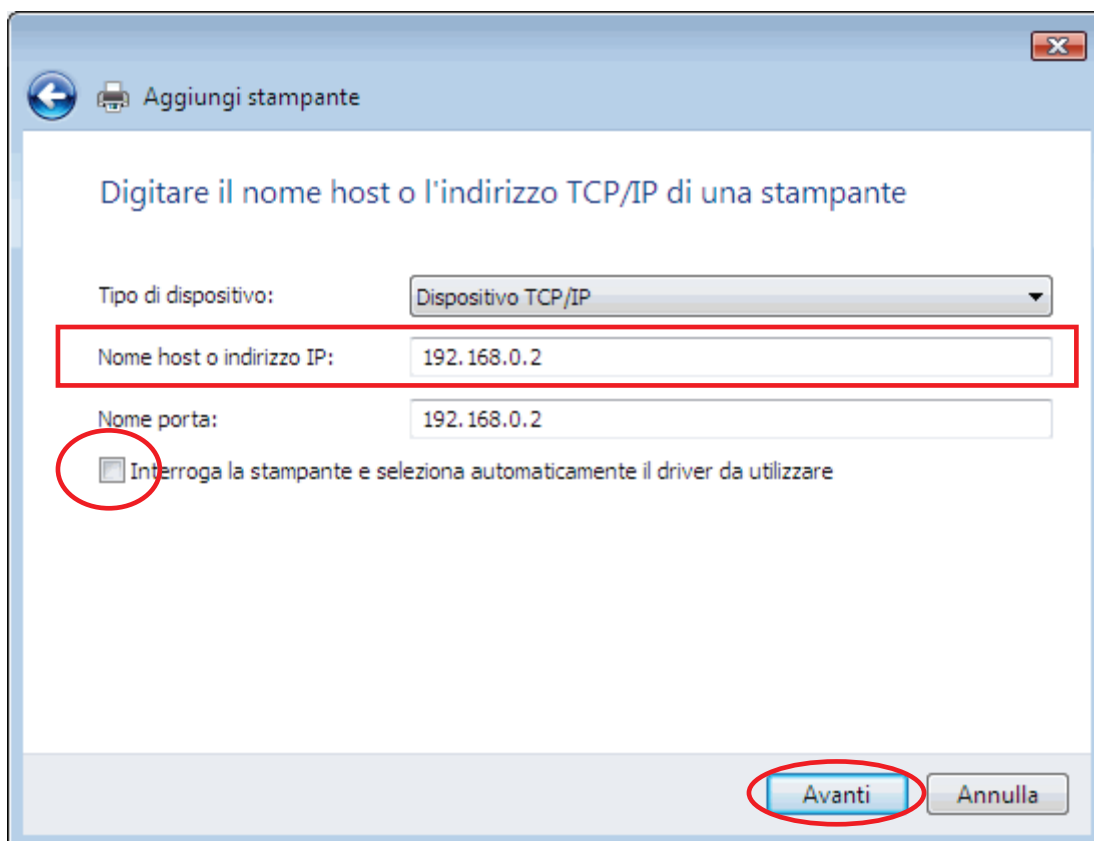 Aggiungi stampante
Digitare il nome host o l'indirizzo TCP/IP di una stampante
Tipo di dispositivo: Dispositivo TCP/IP
Nome host o indirizzo IP: 192.168.0.2
Nome porta: 192.168.0.2
Interroga la stampante e seleziona automaticamente il driver da utilizzare
Avanti Annulla